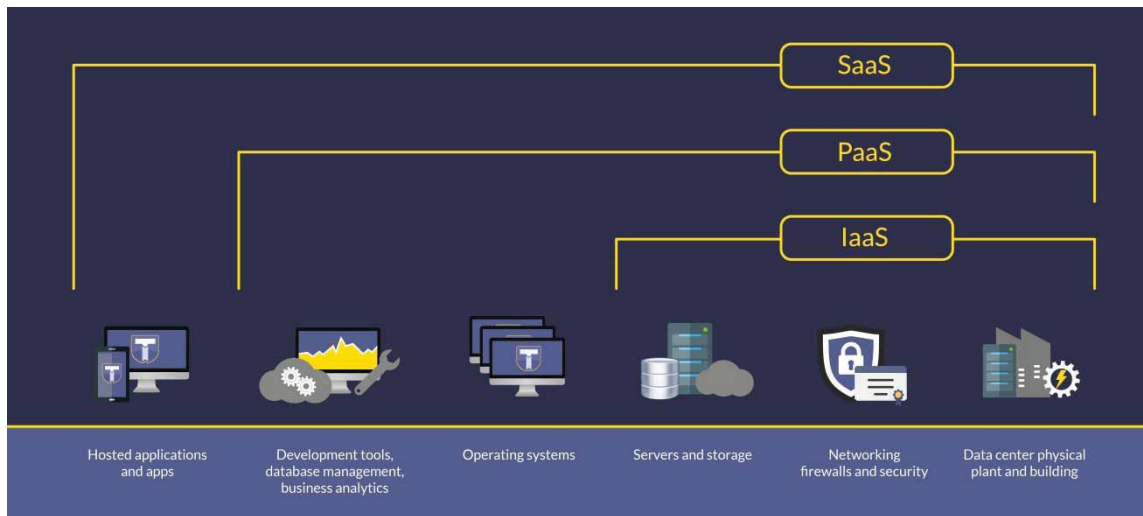 SaaS
PaaS
IaaS
Hosted applications
and apps
Development tools,
database management,
business analytics
Operating systems
Servers and storage
Networking
firewalls and security
Data center physical
plant and building